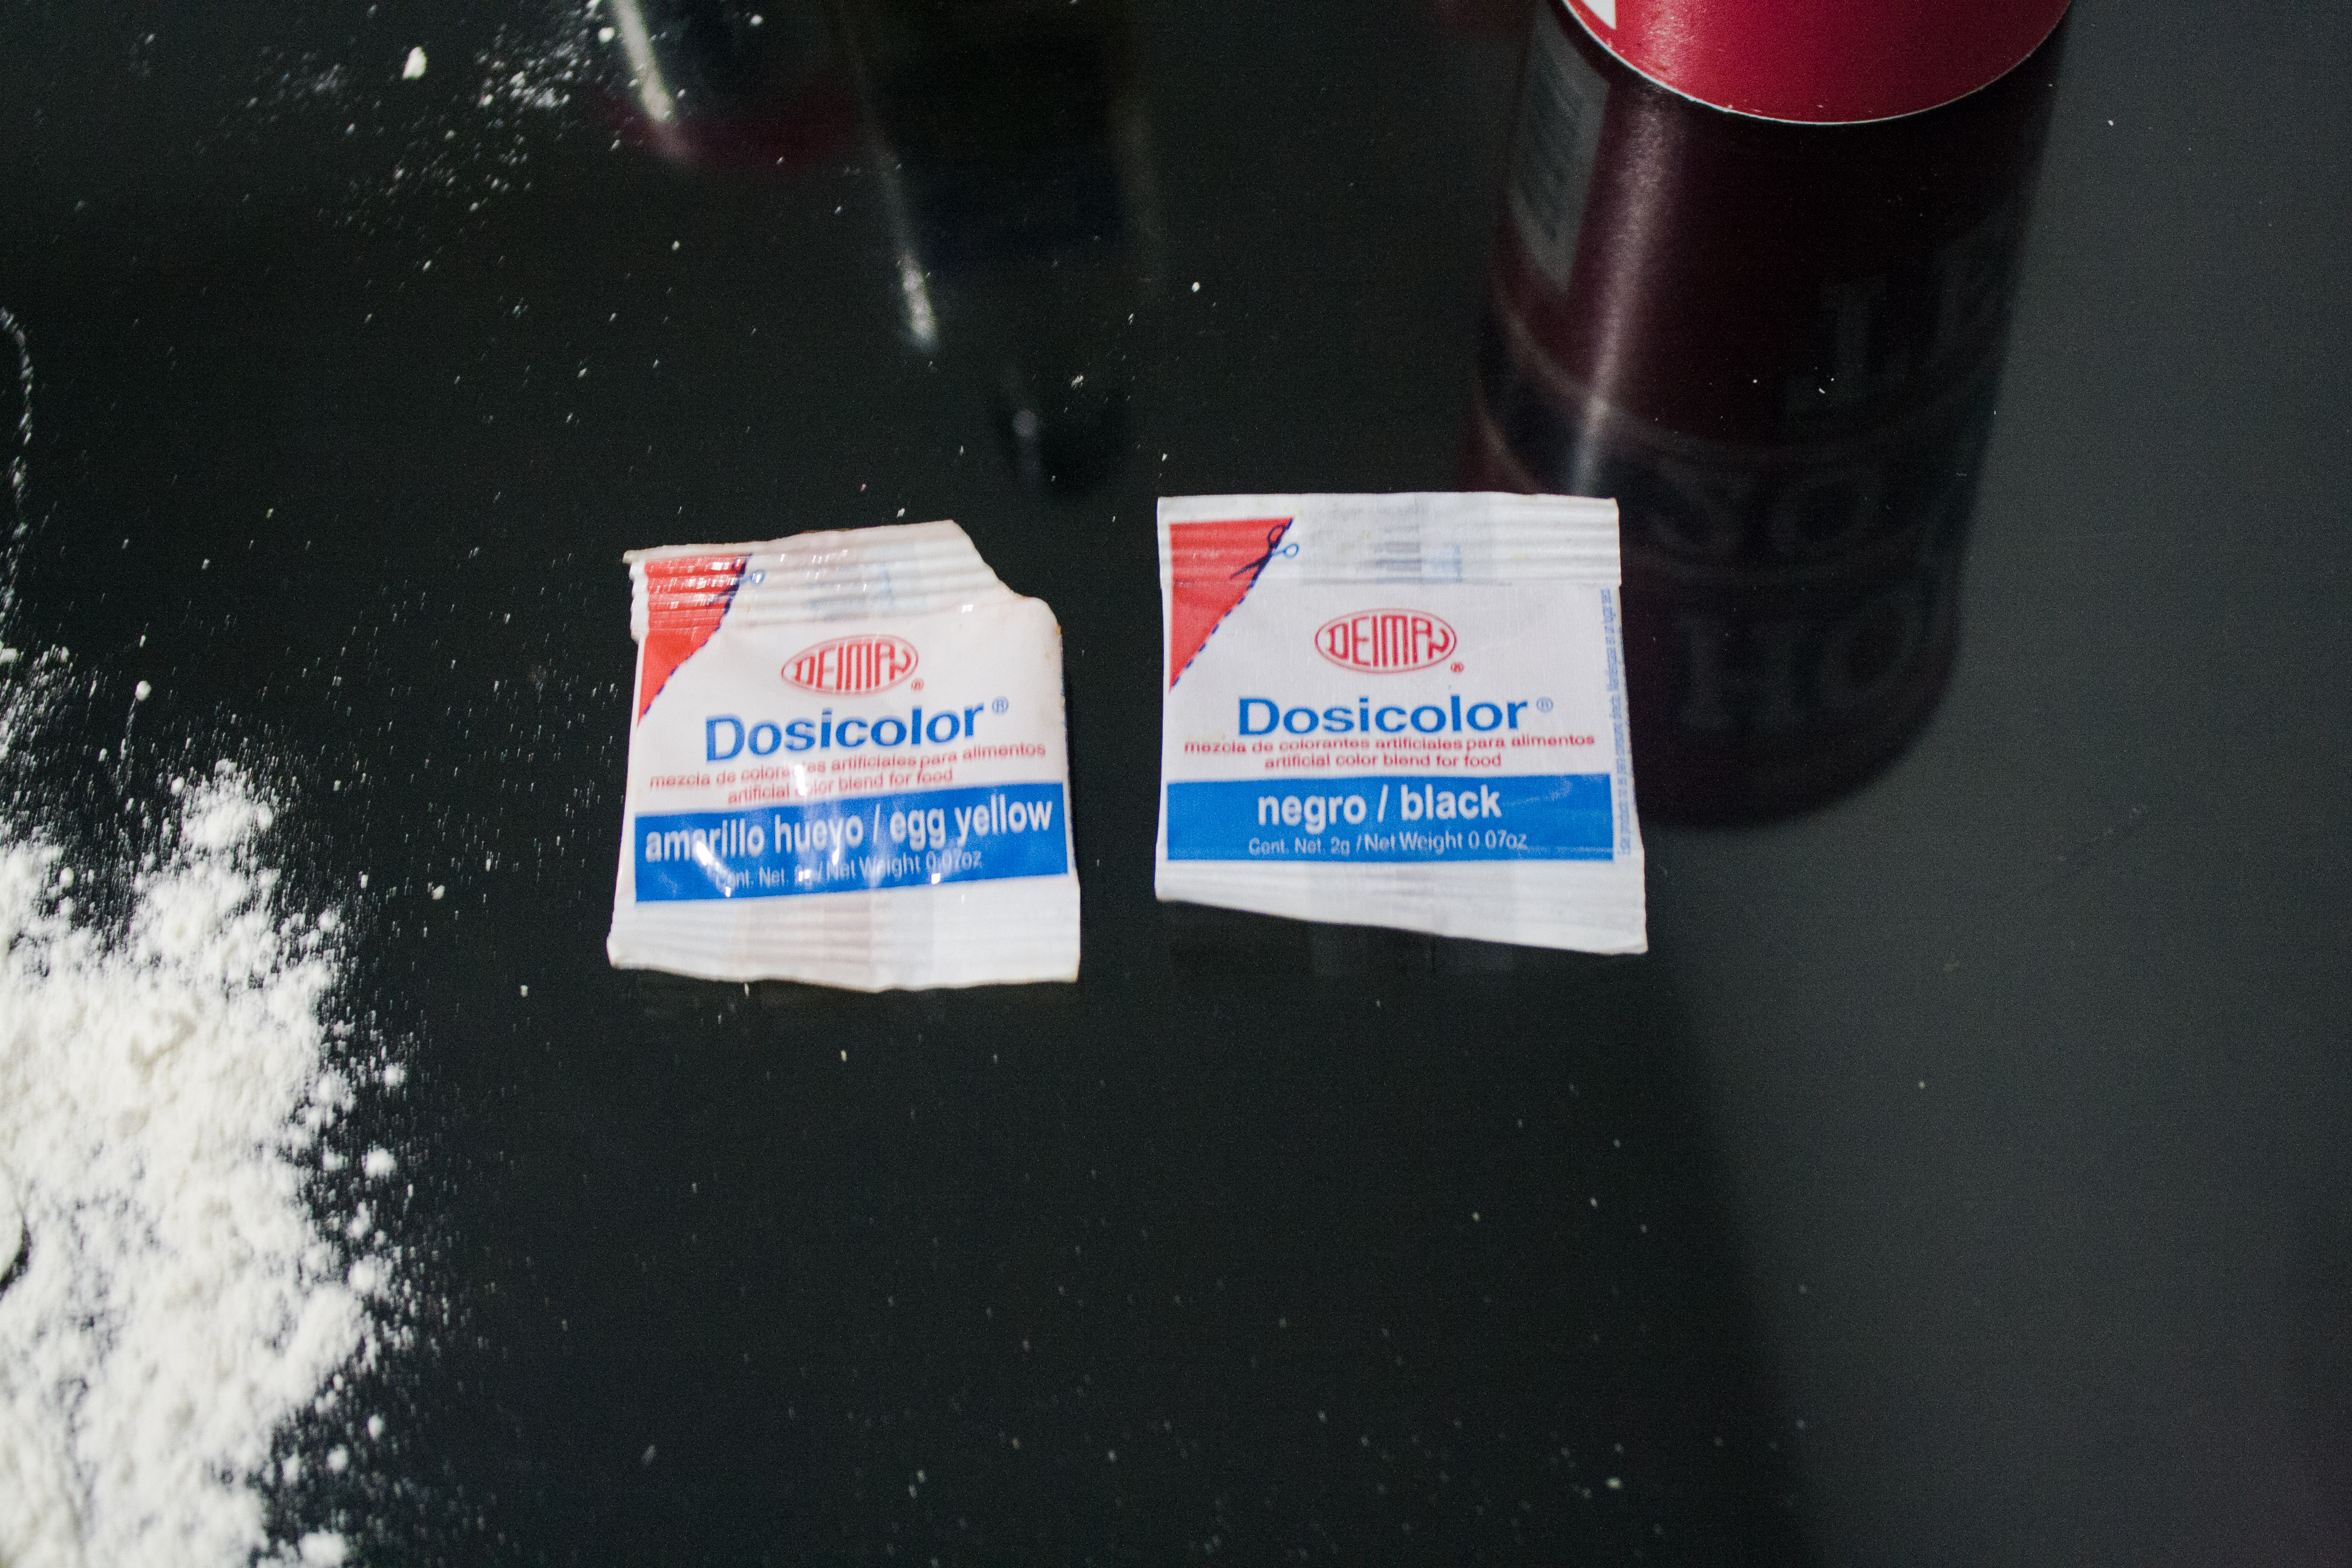 DEIMAN®
Dosicolor®
mezcla de colorantes artificiales para alimentos
artificial color blend for food
amarillo hueyo / egg yellow
Cont. Net. 2g / Net Weight 0.07oz
DEIMAN®
Dosicolor®
mezcla de colorantes artificiales para alimentos
artificial color blend for food
negro / black
Cont. Net. 2g / Net Weight 0.07oz